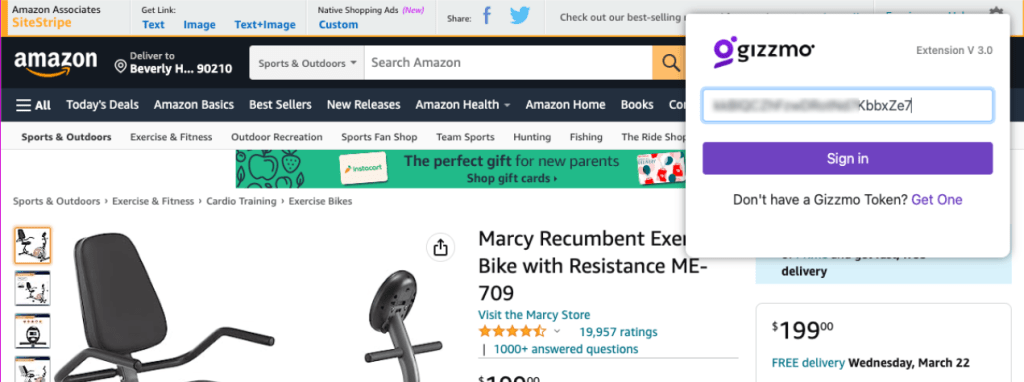 Amazon Associates
SiteStripe
Get Link:
Text Image Text+Image
Native Shopping Ads (New)
Custom
Share:
Check out our best-selling
gizzmo
Extension V 3.0
KbbxZe7
Sign in
Don't have a Gizzmo Token? Get One
amazon
Deliver to
Beverly H... 90210
Sports & Outdoors
Search Amazon
All Today's Deals Amazon Basics Best Sellers New Releases Amazon Health Amazon Home Books
Sports & Outdoors Exercise & Fitness Outdoor Recreation Sports Fan Shop Team Sports Hunting Fishing The Ride Shop
instacart
The perfect gift for new parents
Shop gift cards ›
Sports & Outdoors › Exercise & Fitness › Cardio Training › Exercise Bikes
Marcy Recumbent Exer
Bike with Resistance ME-
709
Visit the Marcy Store
19,957 ratings
| 1000+ answered questions
delivery
$19900
FREE delivery Wednesday, March 22